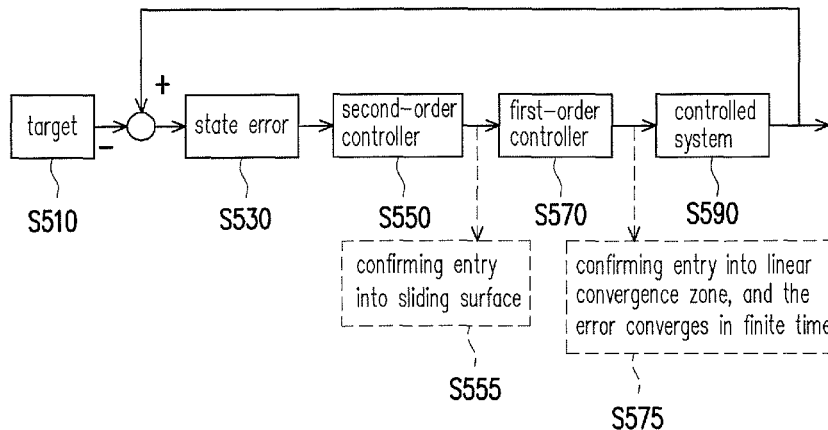 +
target
−
state error
second-order
controller
first-order
controller
controlled
system
S510
S530
S550
S570
S590
confirming entry
into sliding surface
confirming entry into linear
convergence zone, and the
error converges in finite time
S555
S575